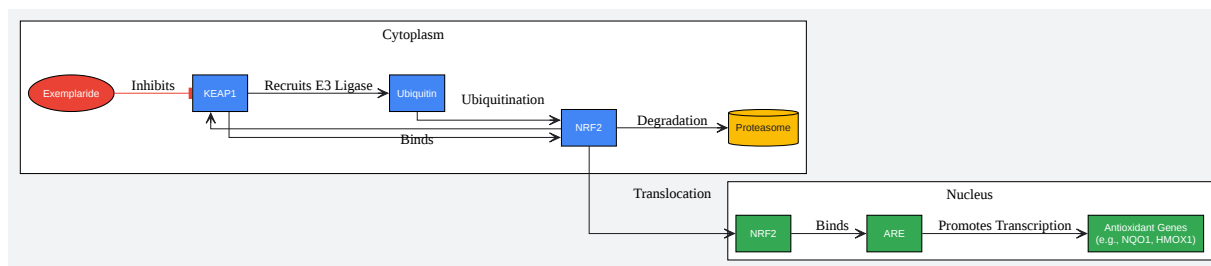 Cytoplasm
Exemplaride
Inhibits
KEAP1
Recruits E3 Ligase
Ubiquitin
Ubiquitination
Binds
NRF2
Degradation
Proteasome
Translocation
Nucleus
NRF2
Binds
ARE
Promotes Transcription
Antioxidant Genes
(e.g., NQO1, HMOX1)